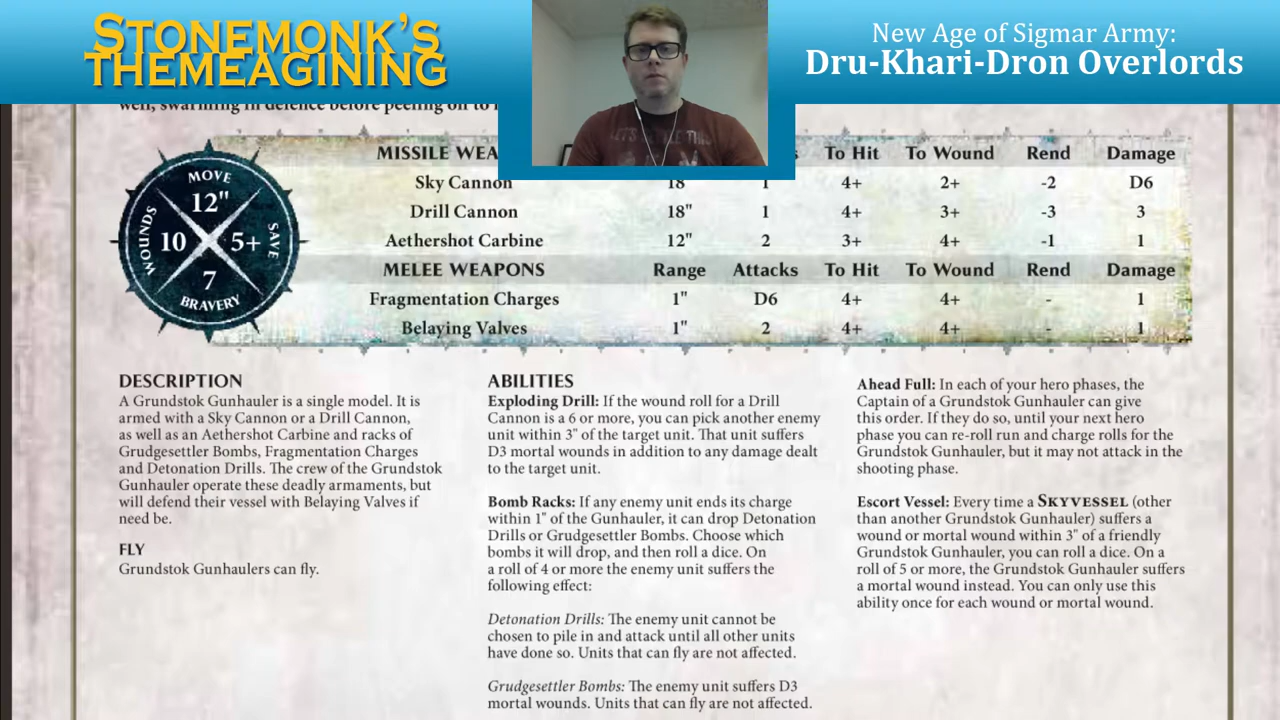 STONEMONK'S
THEMEAGINING
New Age of Sigmar Army:
Dru-Khari-Dron Overlords
well, swarming in defence before peeling off to
MISSILE To Hit To Wound Rend Damage
Sky Cannon 18 1 4+ 2+ -2 D6
Drill Cannon 18" 1 4+ 3+ -3 3
Aethershot Carbine 12" 2 3+ 4+ -1 1
MELEE WEAPONS Range Attacks To Hit To Wound Rend Damage
Fragmentation Charges 1" D6 4+ 4+ - 1
Belaying Valves 1" 2 4+ 4+ - 1
MOVE
12"
WOUNDS 10 5+ SAVE
7
BRAVERY
DESCRIPTION
A Grundstok Gunhauler is a single model. It is
armed with a Sky Cannon or a Drill Cannon,
as well as an Aethershot Carbine and racks of
Grudgesettler Bombs, Fragmentation Charges
and Detonation Drills. The crew of the Grundstok
Gunhauler operate these deadly armaments, but
will defend their vessel with Belaying Valves if
need be.
FLY
Grundstok Gunhaulers can fly.
ABILITIES
Exploding Drill: If the wound roll for a Drill
Cannon is a 6 or more, you can pick another enemy
unit within 3" of the target unit. That unit suffers
D3 mortal wounds in addition to any damage dealt
to the target unit.
Bomb Racks: If any enemy unit ends its charge
within 1" of the Gunhauler, it can drop Detonation
Drills or Grudgesettler Bombs. Choose which
bombs it will drop, and then roll a dice. On
a roll of 4 or more the enemy unit suffers the
following effect:
Detonation Drills: The enemy unit cannot be
chosen to pile in and attack until all other units
have done so. Units that can fly are not affected.
Grudgesettler Bombs: The enemy unit suffers D3
mortal wounds. Units that can fly are not affected.
Ahead Full: In each of your hero phases, the
Captain of a Grundstok Gunhauler can give
this order. If they do so, until your next hero
phase you can re-roll run and charge rolls for the
Grundstok Gunhauler, but it may not attack in the
shooting phase.
Escort Vessel: Every time a SKYVESSEL (other
than another Grundstok Gunhauler) suffers a
wound or mortal wound within 3" of a friendly
Grundstok Gunhauler, you can roll a dice. On a
roll of 5 or more, the Grundstok Gunhauler suffers
a mortal wound instead. You can only use this
ability once for each wound or mortal wound.